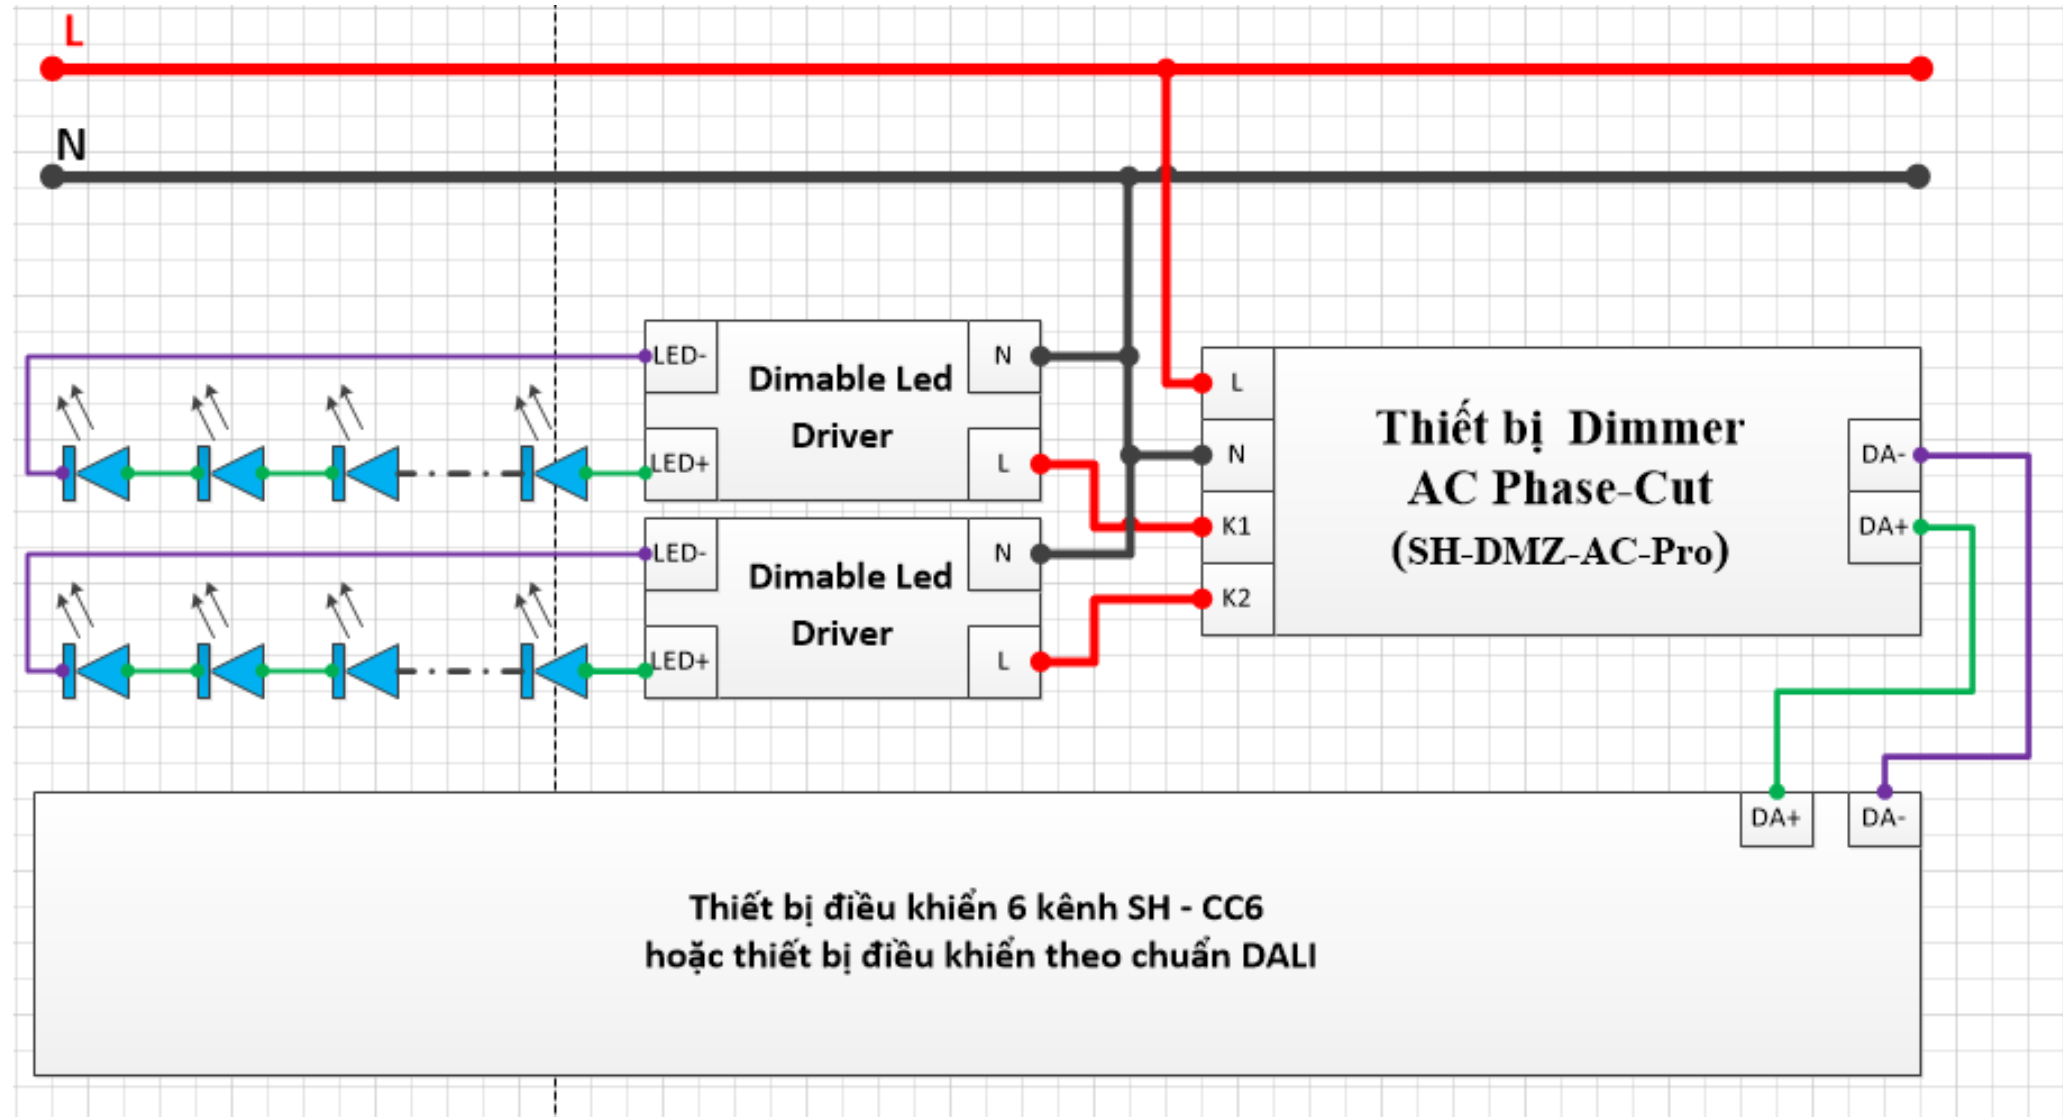 L
N
LED-
Dimable Led
Driver
N
LED+
L
LED-
Dimable Led
Driver
N
LED+
L
L
N
K1
K2
Thiết bị Dimmer
AC Phase-Cut
(SH-DMZ-AC-Pro)
DA-
DA+
DA+
DA-
Thiết bị điều khiển 6 kênh SH - CC6
hoặc thiết bị điều khiển theo chuẩn DALI